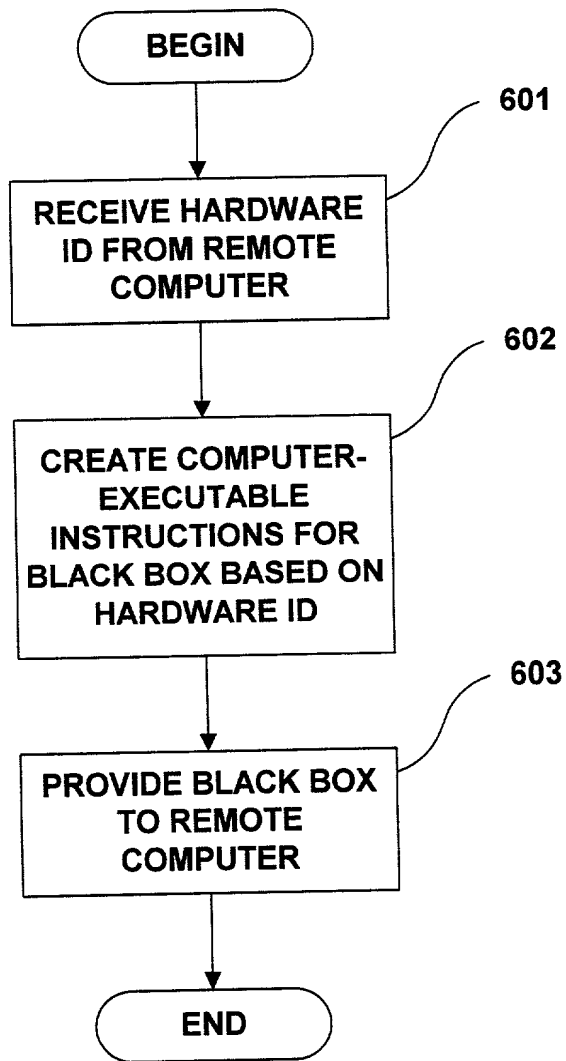 BEGIN
601
RECEIVE HARDWARE
ID FROM REMOTE
COMPUTER
602
CREATE COMPUTER-
EXECUTABLE
INSTRUCTIONS FOR
BLACK BOX BASED ON
HARDWARE ID
603
PROVIDE BLACK BOX
TO REMOTE
COMPUTER
END